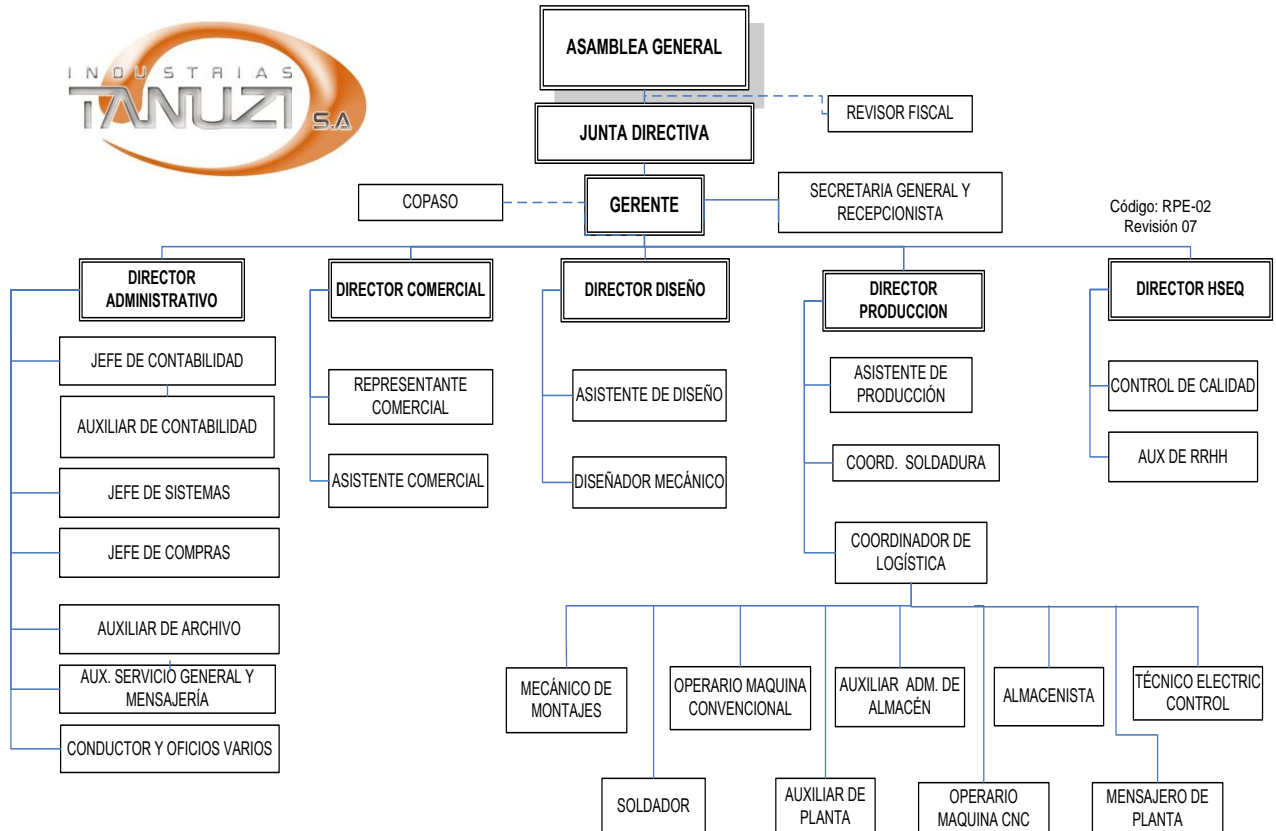 INDUSTRIAS
TANUZI S.A
ASAMBLEA GENERAL
REVISOR FISCAL
JUNTA DIRECTIVA
COPASO
GERENTE
SECRETARIA GENERAL Y
RECEPCIONISTA
Código: RPE-02
Revisión 07
DIRECTOR
ADMINISTRATIVO
DIRECTOR COMERCIAL
DIRECTOR DISEÑO
DIRECTOR
PRODUCCION
DIRECTOR HSEQ
JEFE DE CONTABILIDAD
AUXILIAR DE CONTABILIDAD
JEFE DE SISTEMAS
JEFE DE COMPRAS
AUXILIAR DE ARCHIVO
AUX. SERVICIO GENERAL Y
MENSAJERÍA
CONDUCTOR Y OFICIOS VARIOS
REPRESENTANTE
COMERCIAL
ASISTENTE COMERCIAL
ASISTENTE DE DISEÑO
DISEÑADOR MECÁNICO
ASISTENTE DE
PRODUCCIÓN
COORD. SOLDADURA
COORDINADOR DE
LOGÍSTICA
CONTROL DE CALIDAD
AUX DE RRHH
MECÁNICO DE
MONTAJES
OPERARIO MAQUINA
CONVENCIONAL
AUXILIAR ADM. DE
ALMACÉN
ALMACENISTA
TÉCNICO ELECTRIC
CONTROL
SOLDADOR
AUXILIAR DE
PLANTA
OPERARIO
MAQUINA CNC
MENSAJERO DE
PLANTA